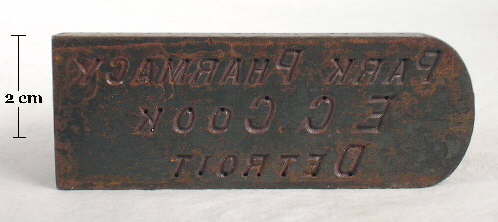 2 cm
PARK PHARMACY
E. C. COOK
DETROIT